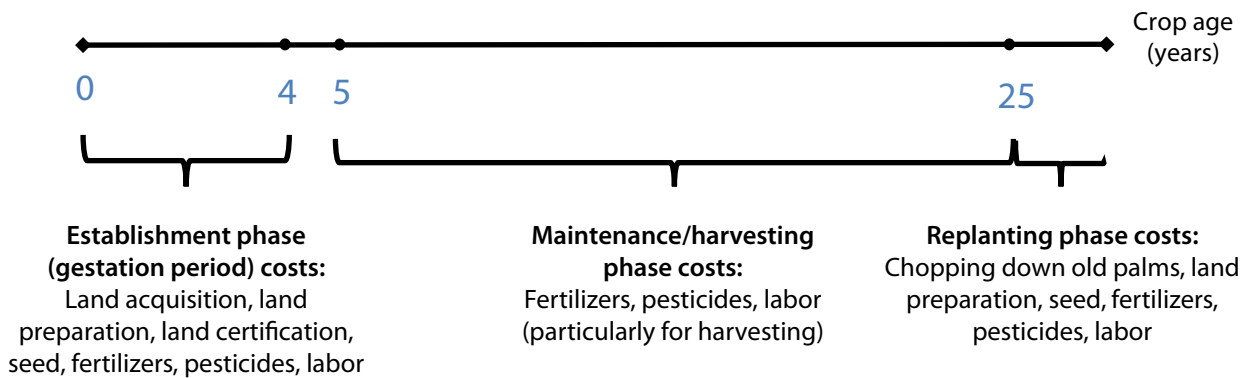 Crop age
(years)
0
4
5
25
Establishment phase
(gestation period) costs:
Land acquisition, land
preparation, land certification,
seed, fertilizers, pesticides, labor
Maintenance/harvesting
phase costs:
Fertilizers, pesticides, labor
(particularly for harvesting)
Replanting phase costs:
Chopping down old palms, land
preparation, seed, fertilizers,
pesticides, labor